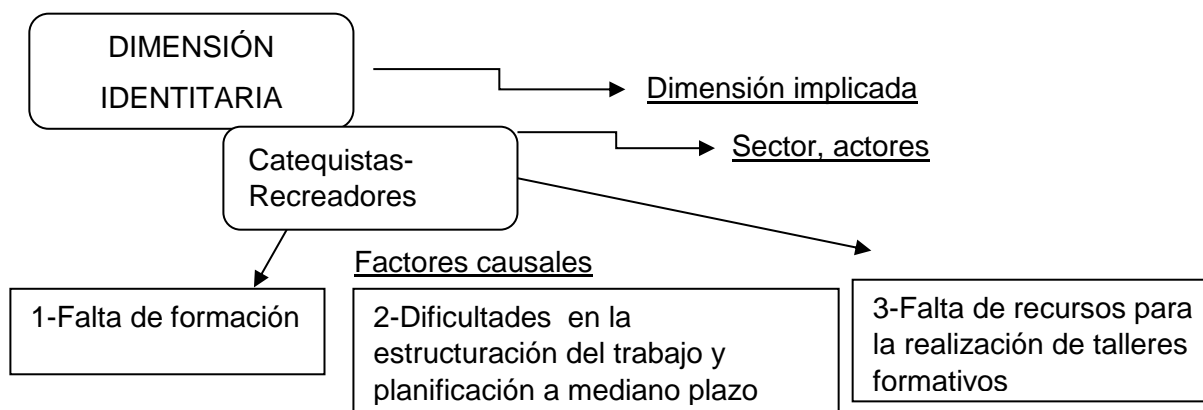 DIMENSIÓN
IDENTITARIA
Dimensión implicada
Catequistas-
Recreadores
Sector, actores
Factores causales
1-Falta de formación
2-Dificultades en la
estructuración del trabajo y
planificación a mediano plazo
3-Falta de recursos para
la realización de talleres
formativos